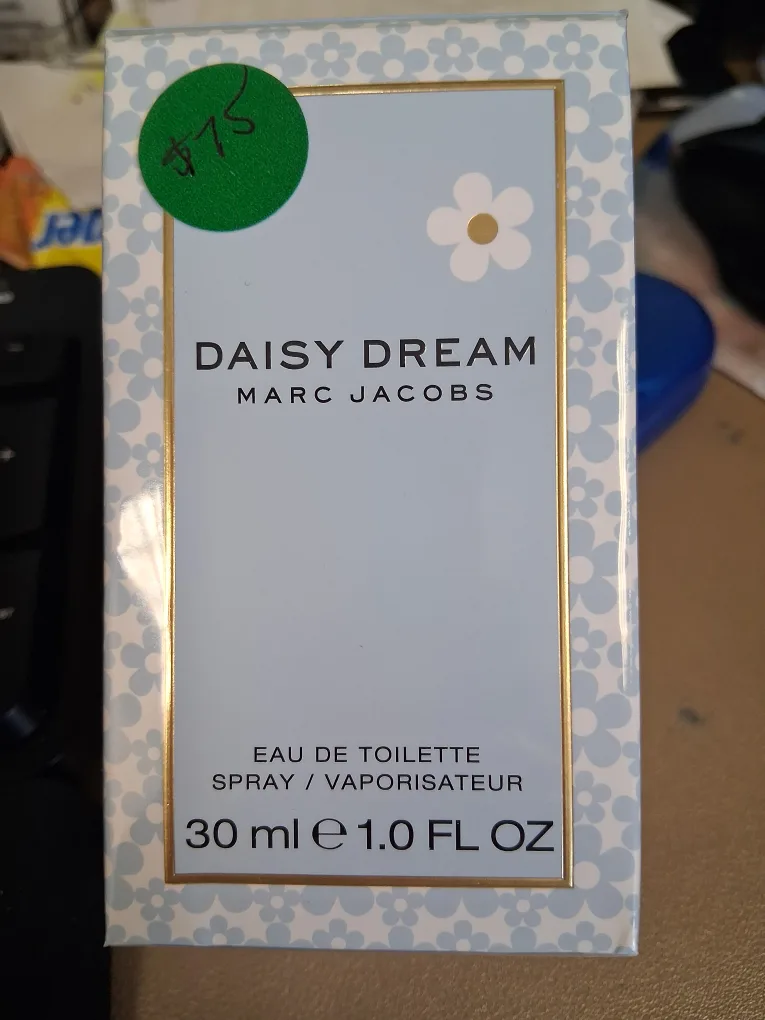 $75
DAISY DREAM
MARC JACOBS
EAU DE TOILETTE
SPRAY / VAPORISATEUR
30 ml e 1.0 FL OZ